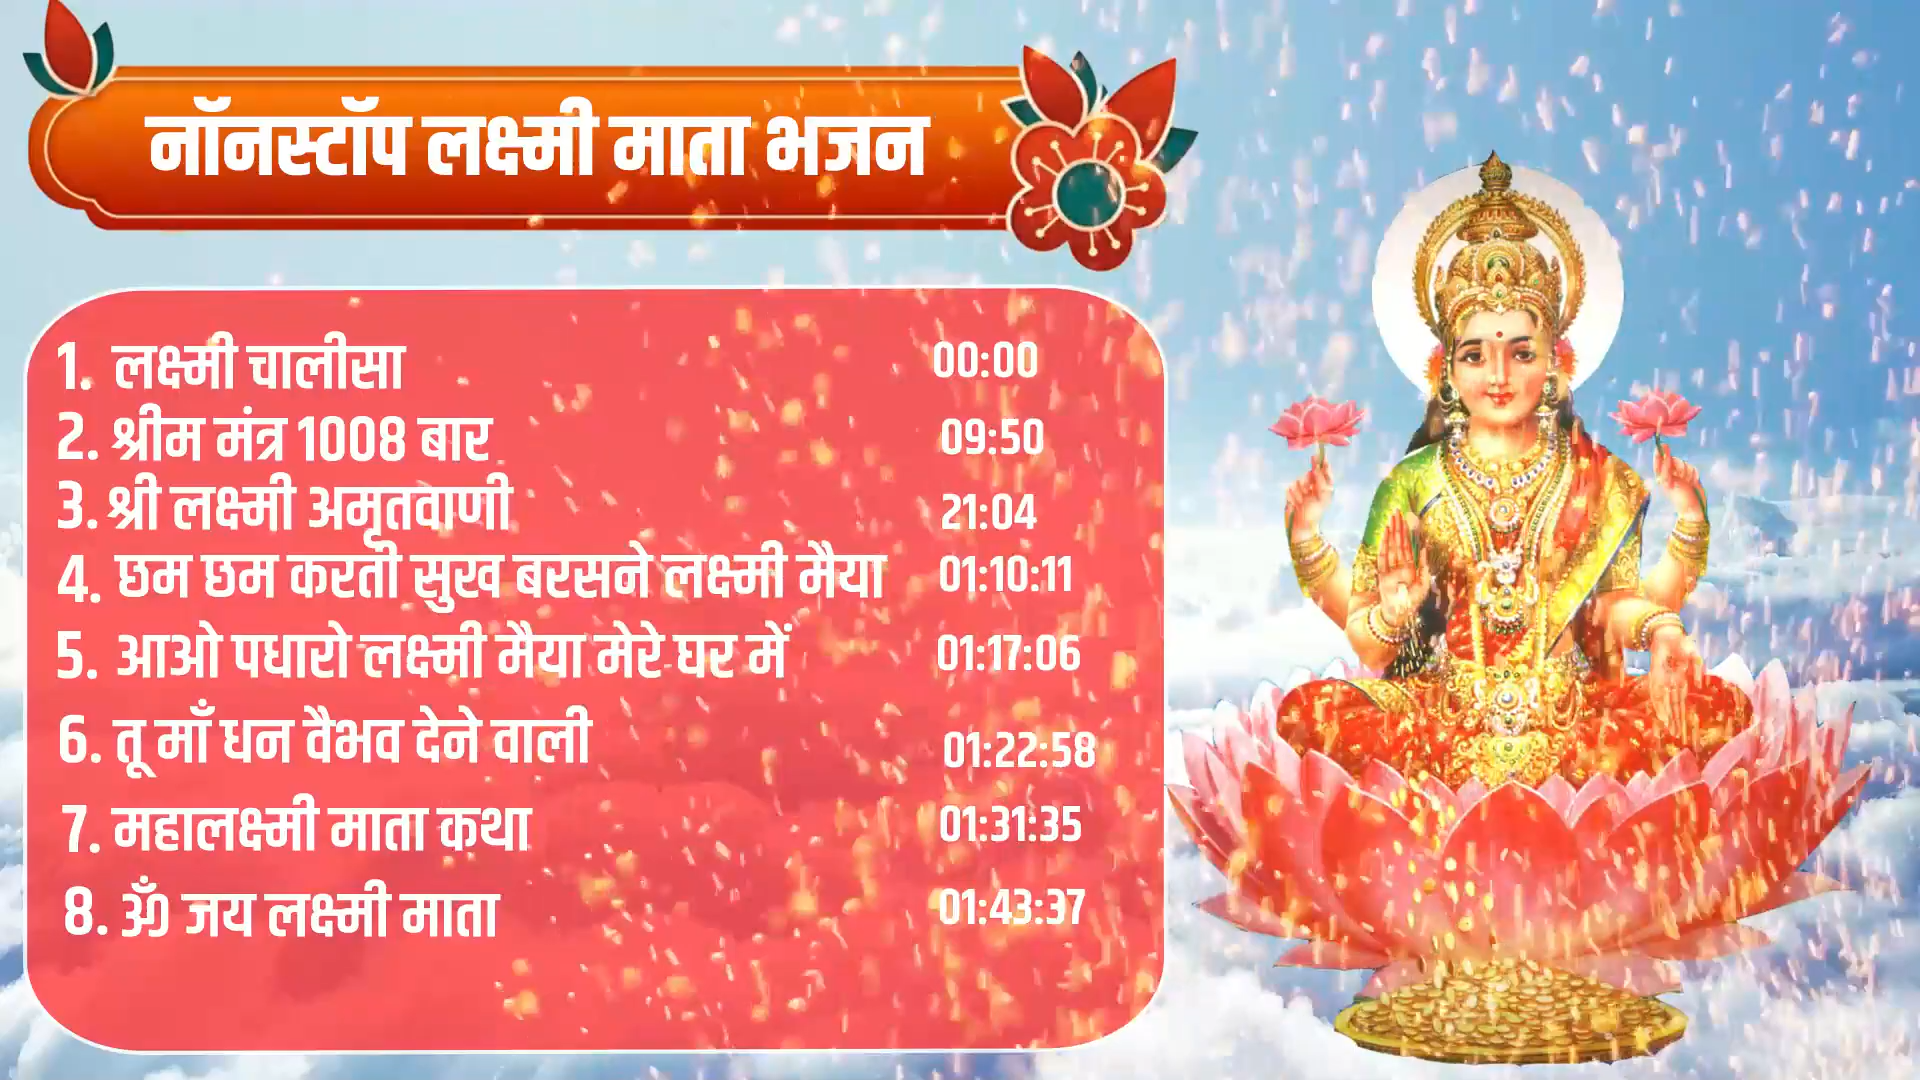 नॉनस्टॉप लक्ष्मी माता भजन
1. लक्ष्मी चालीसा 00:00
2. श्रीम मंत्र 1008 बार 09:50
3. श्री लक्ष्मी अमृतवाणी 21:04
4. छम छम करती सुख बरसने लक्ष्मी मैया 01:10:11
5. आओ पधारो लक्ष्मी मैया मेरे घर में 01:17:06
6. तू माँ धन वैभव देने वाली 01:22:58
7. महालक्ष्मी माता कथा 01:31:35
8. ॐ जय लक्ष्मी माता 01:43:37